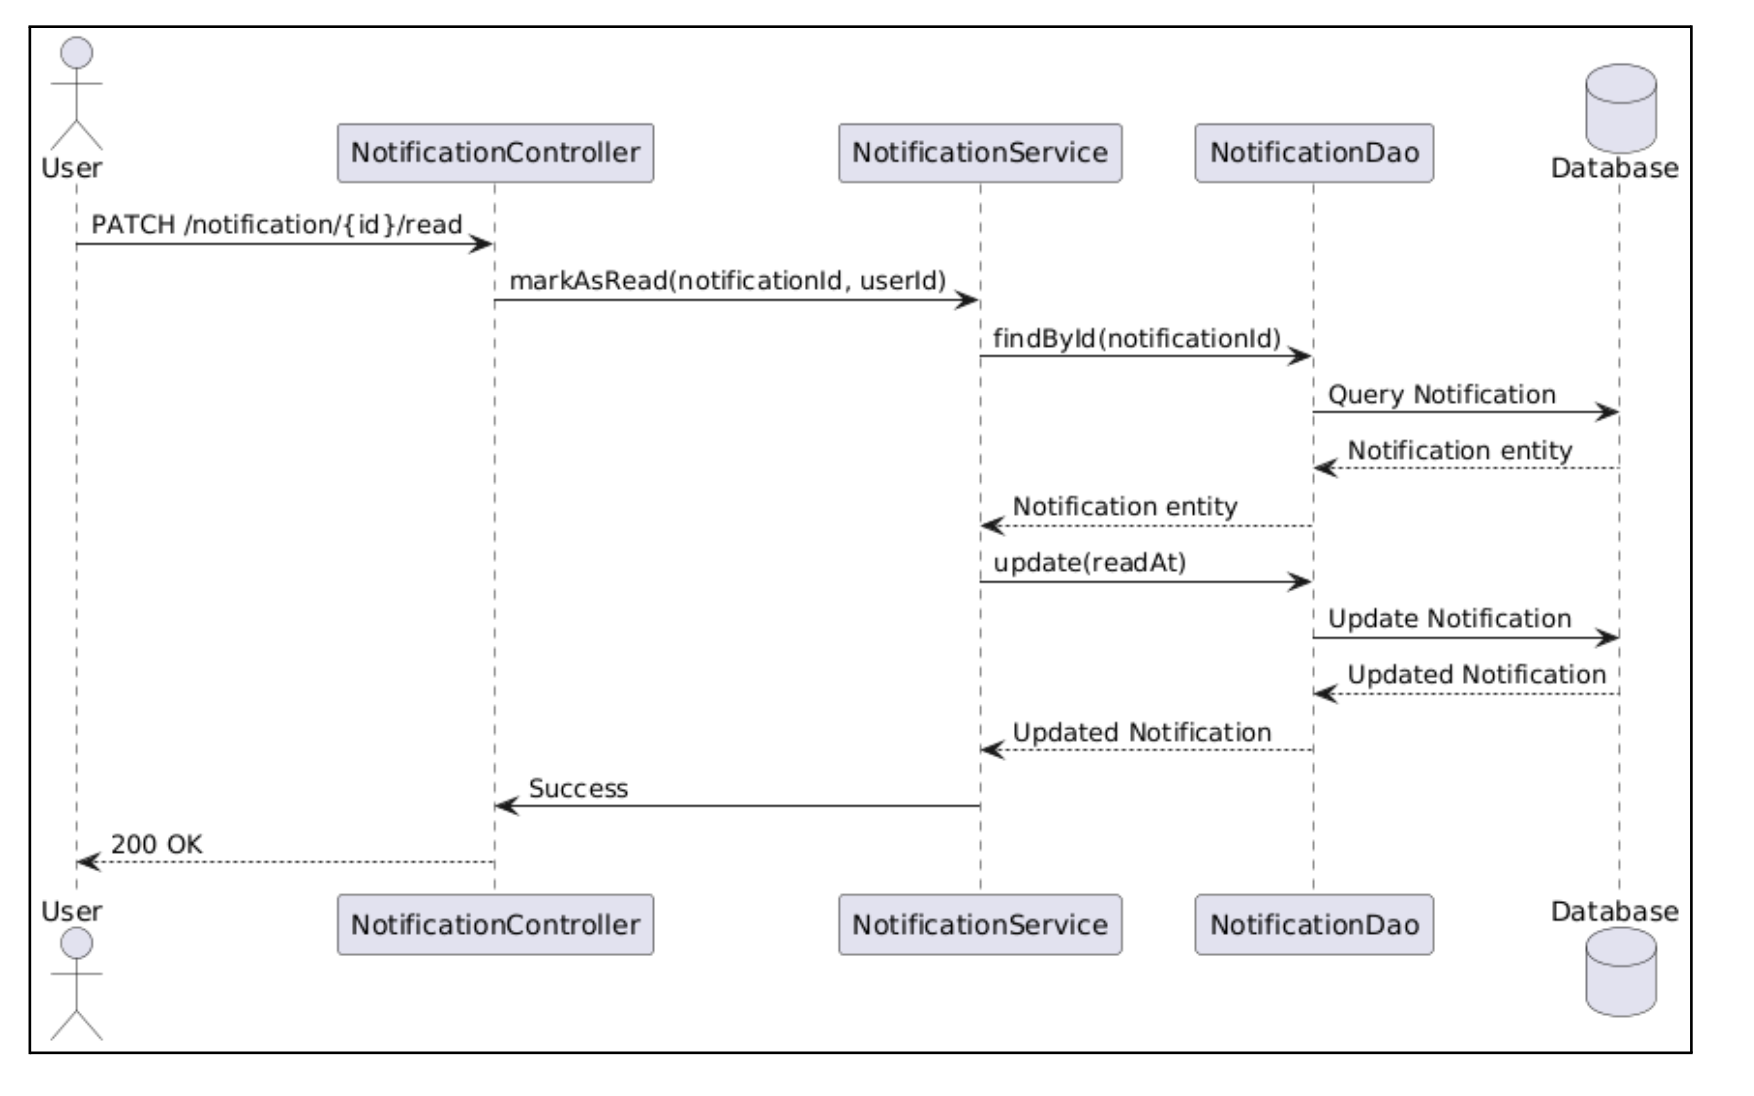 User
NotificationController
NotificationService
NotificationDao
Database
PATCH /notification/{id}/read
markAsRead(notificationId, userId)
findById(notificationId)
Query Notification
Notification entity
Notification entity
update(readAt)
Update Notification
Updated Notification
Updated Notification
Success
200 OK
User
NotificationController
NotificationService
NotificationDao
Database